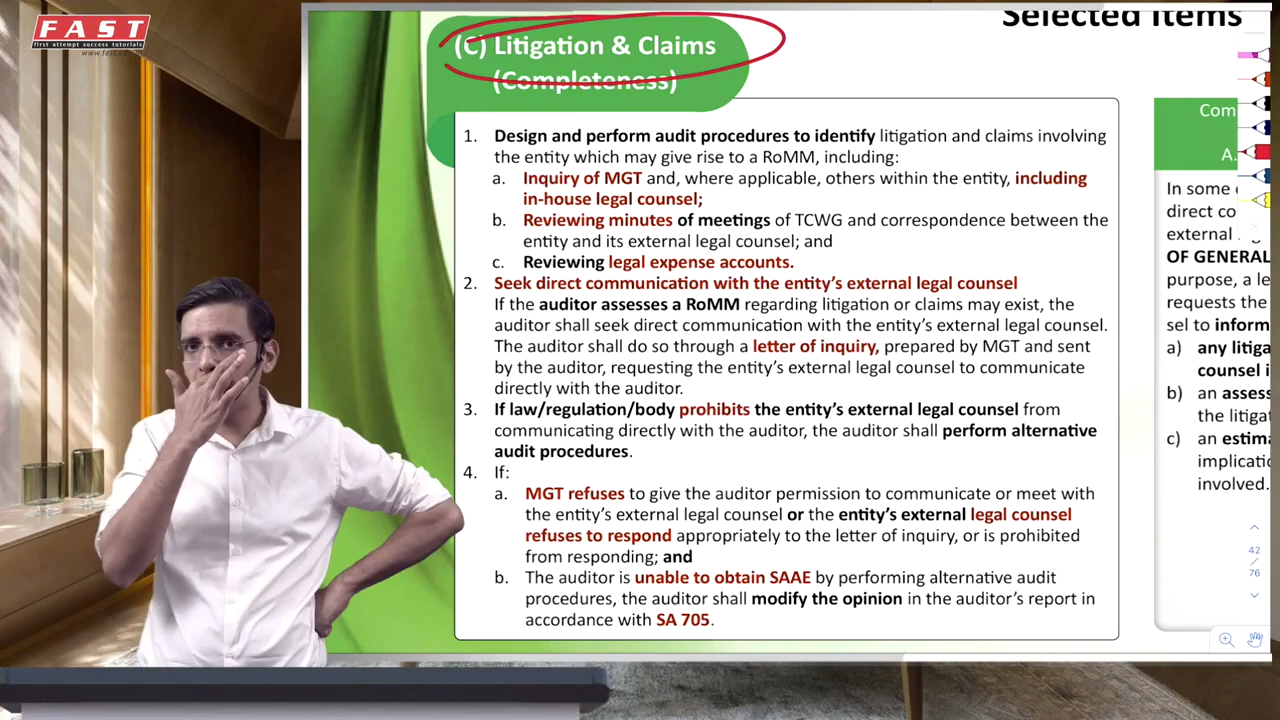 FAST
first attempt success tutorials
www.fast
Selected Items
(C) Litigation & Claims
(Completeness)
1. Design and perform audit procedures to identify litigation and claims involving
the entity which may give rise to a RoMM, including:
a. Inquiry of MGT and, where applicable, others within the entity, including
in-house legal counsel;
b. Reviewing minutes of meetings of TCWG and correspondence between the
entity and its external legal counsel; and
c. Reviewing legal expense accounts.
2. Seek direct communication with the entity's external legal counsel
If the auditor assesses a RoMM regarding litigation or claims may exist, the
auditor shall seek direct communication with the entity's external legal counsel.
The auditor shall do so through a letter of inquiry, prepared by MGT and sent
by the auditor, requesting the entity's external legal counsel to communicate
directly with the auditor.
3. If law/regulation/body prohibits the entity's external legal counsel from
communicating directly with the auditor, the auditor shall perform alternative
audit procedures.
4. If:
a. MGT refuses to give the auditor permission to communicate or meet with
the entity's external legal counsel or the entity's external legal counsel
refuses to respond appropriately to the letter of inquiry, or is prohibited
from responding; and
b. The auditor is unable to obtain SAAE by performing alternative audit
procedures, the auditor shall modify the opinion in the auditor's report in
accordance with SA 705.
Com
A.
In some
direct co
external
OF GENERAL
purpose, a le
requests the
sel to inform
a) any litiga
counsel i
b) an assess
the litigat
c) an estima
implicatio
involved.
42
/
76